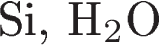 Si, H₂O